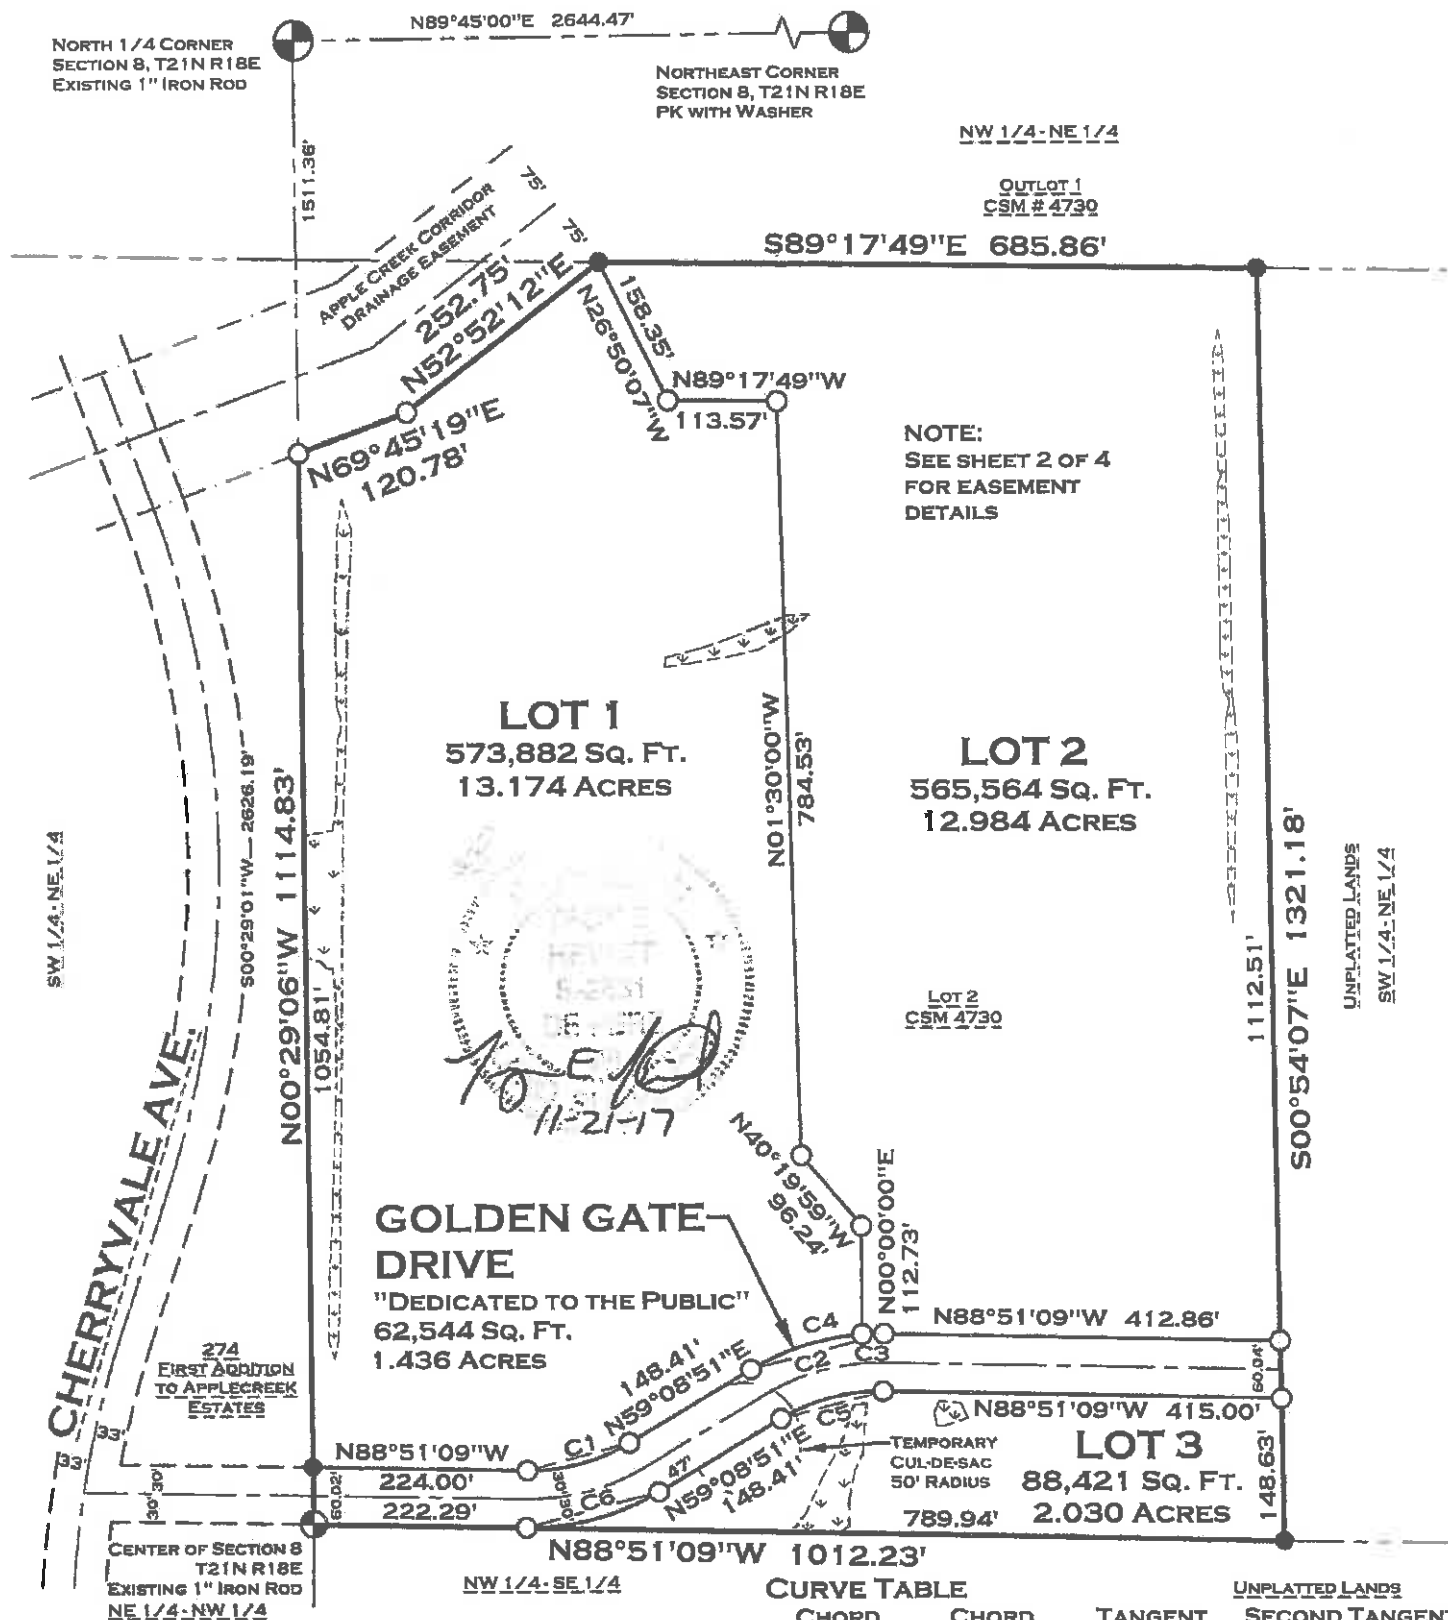 N89°45'00"E 2644.47'
NORTH 1/4 CORNER
SECTION 8, T21N R18E
EXISTING 1" IRON ROD
NORTHEAST CORNER
SECTION 8, T21N R18E
PK WITH WASHER
NW 1/4-NE 1/4
1511.36'
OUTLOT 1
CSM # 4730
75'
75'
APPLE CREEK CORRIDOR
DRAINAGE EASEMENT
S89°17'49"E 685.86'
252.75'
N52°52'12"E
158.35'
N26°50'07"W
N89°17'49"W
113.57'
N69°45'19"E
120.78'
NOTE:
SEE SHEET 2 OF 4
FOR EASEMENT
DETAILS
LOT 1
573,882 SQ. FT.
13.174 ACRES
N01°30'00"W
784.53'
LOT 2
565,564 SQ. FT.
12.984 ACRES
SW 1/4-NE 1/4
S00°29'01"W— 2626.19'
N00°29'06"W 1114.83'
1054.81'
S00°54'07"E 1321.18'
1112.51'
UNPLATTED LANDS
SW 1/4-NE 1/4
LOT 2
CSM 4730
11-21-17
CHERRYVALE AVE.
N40°19'59"W
96.24'
N00°00'00"E
112.73'
GOLDEN GATE
DRIVE
"DEDICATED TO THE PUBLIC"
62,544 SQ. FT.
1.436 ACRES
N88°51'09"W 412.86'
C4
C2
C3
148.41'
N59°08'51"E
60.04'
274
FIRST ADDITION
TO APPLECREEK
ESTATES
C5
N88°51'09"W 415.00'
33'
33'
N88°51'09"W
224.00'
C1
TEMPORARY
CUL-DE-SAC
50' RADIUS
LOT 3
88,421 SQ. FT.
2.030 ACRES
148.63'
30' 30'
60.02'
222.29'
30' 30'
C6
47'
N59°08'51"E
148.41'
789.94'
N88°51'09"W 1012.23'
CENTER OF SECTION 8
T21N R18E
EXISTING 1" IRON ROD
NE 1/4-NW 1/4
NW 1/4-SE 1/4
CURVE TABLE
UNPLATTED LANDS
CHORD CHORD TANGENT SECOND TANGENT